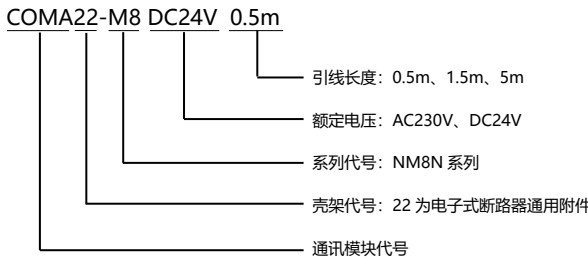 COMA22-M8 DC24V 0.5m
引线长度：0.5m、1.5m、5m
额定电压：AC230V、DC24V
系列代号：NM8N 系列
壳架代号：22 为电子式断路器通用附件
通讯模块代号